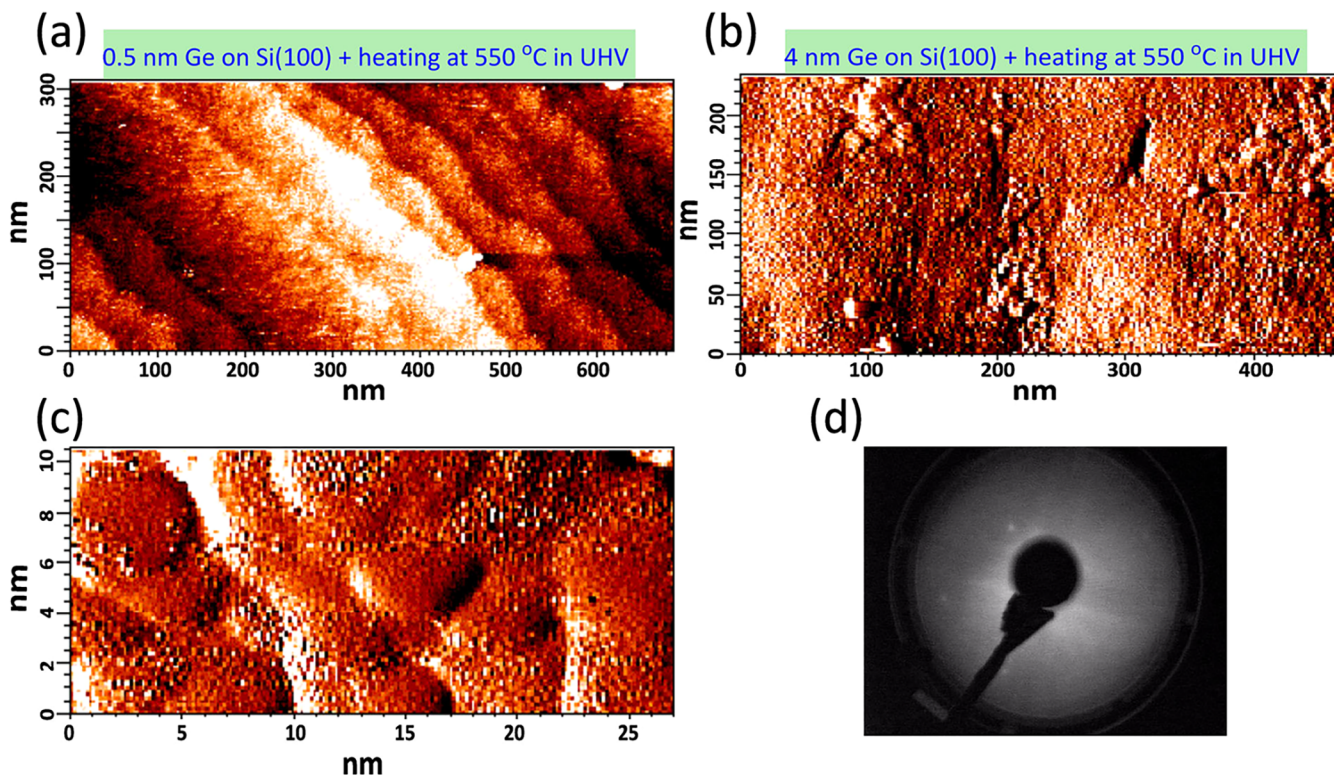 (a)
0.5 nm Ge on Si(100) + heating at 550 °C in UHV
300
200
100
0
nm
0 100 200 300 400 500 600
nm
(b)
4 nm Ge on Si(100) + heating at 550 °C in UHV
200
150
100
50
0
nm
0 100 200 300 400
nm
(c)
10
8
6
4
2
0
nm
0 5 10 15 20 25
nm
(d)